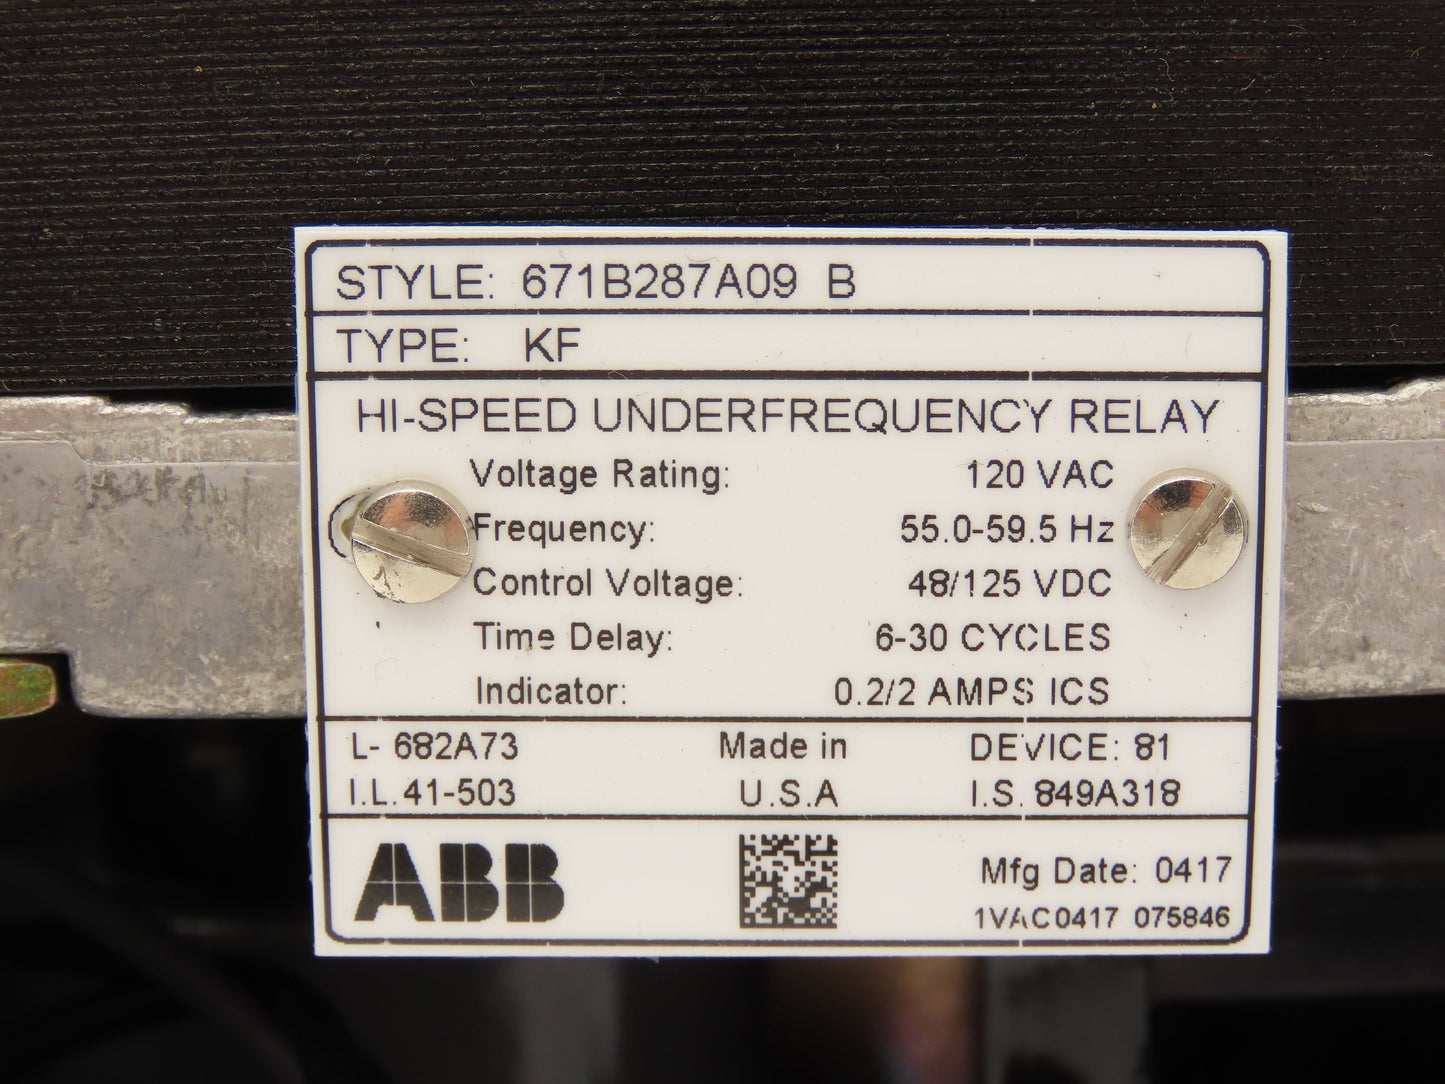 STYLE: 671B287A09 B
TYPE: KF
HI-SPEED UNDERFREQUENCY RELAY
Voltage Rating: 120 VAC
Frequency: 55.0-59.5 Hz
Control Voltage: 48/125 VDC
Time Delay: 6-30 CYCLES
Indicator: 0.2/2 AMPS ICS
L- 682A73 Made in DEVICE: 81
I.L. 41-503 U.S.A I.S. 849A318
ABB
Mfg Date: 0417
1VAC0417 075846